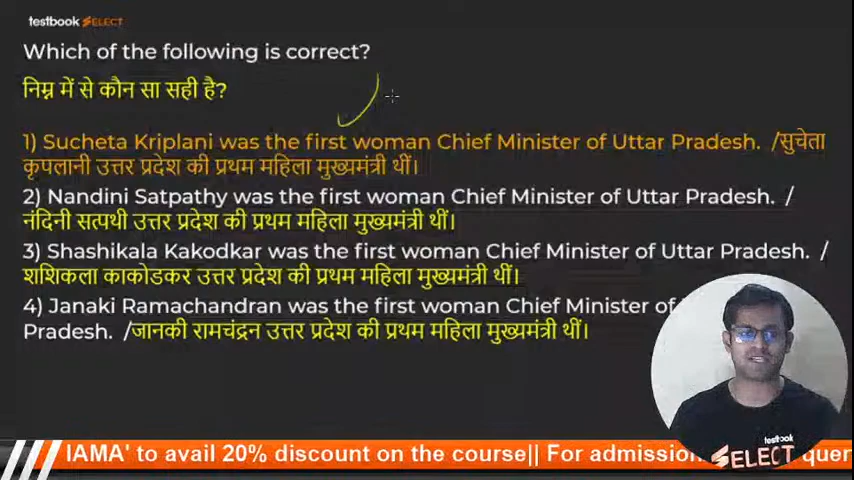 testbook SELECT
Which of the following is correct?
निम्न में से कौन सा सही है?
1) Sucheta Kriplani was the first woman Chief Minister of Uttar Pradesh. /सुचेता
कृपलानी उत्तर प्रदेश की प्रथम महिला मुख्यमंत्री थीं।
2) Nandini Satpathy was the first woman Chief Minister of Uttar Pradesh. /
नंदिनी सत्पथी उत्तर प्रदेश की प्रथम महिला मुख्यमंत्री थीं।
3) Shashikala Kakodkar was the first woman Chief Minister of Uttar Pradesh. /
शशिकला काकोडकर उत्तर प्रदेश की प्रथम महिला मुख्यमंत्री थीं।
4) Janaki Ramachandran was the first woman Chief Minister of
Pradesh. /जानकी रामचंद्रन उत्तर प्रदेश की प्रथम महिला मुख्यमंत्री थीं।
testbook
SELECT
IAMA' to avail 20% discount on the course|| For admission quer